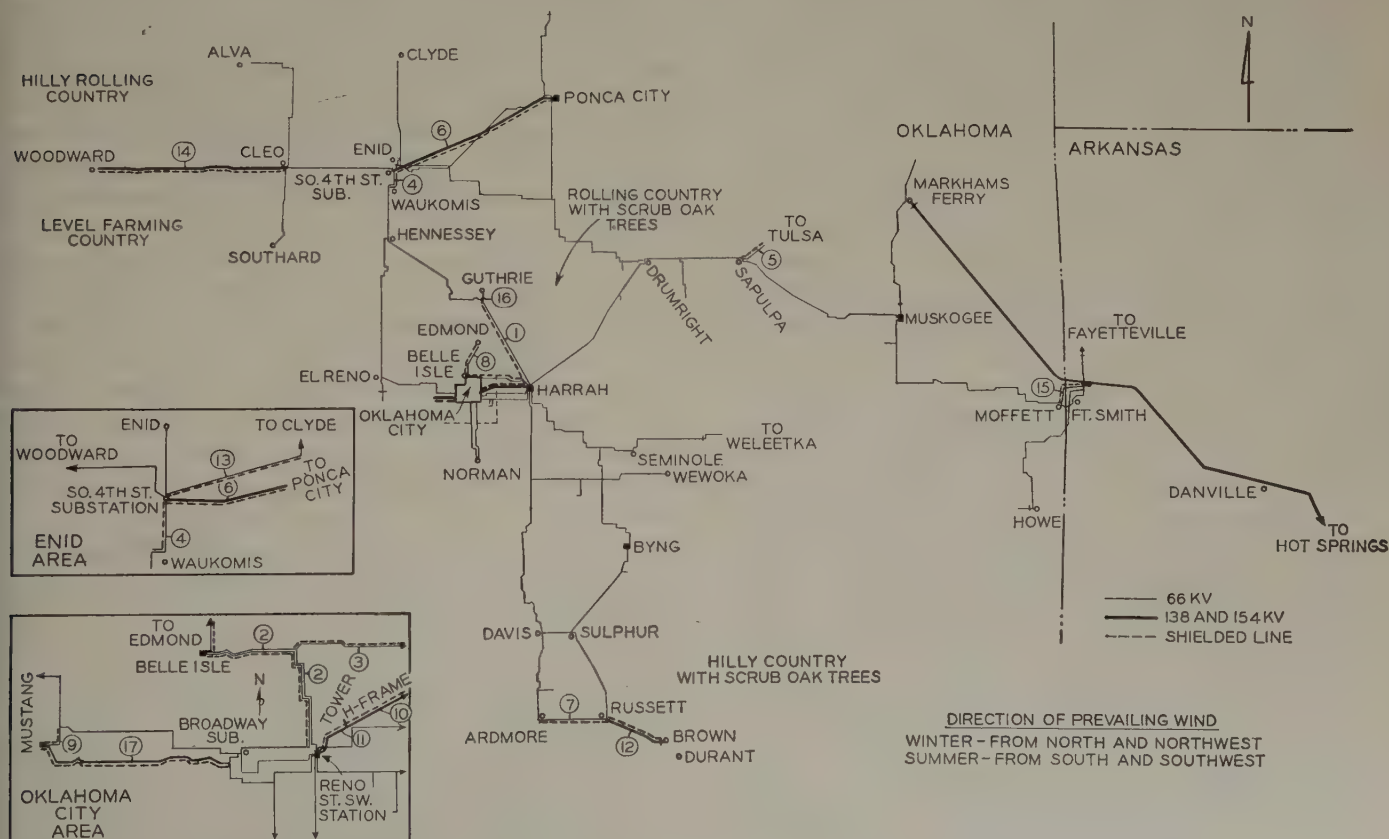 N
ALVA
CLYDE
HILLY ROLLING
COUNTRY
PONCA CITY
6
OKLAHOMA
ARKANSAS
WOODWARD
14
CLEO
ENID
SO. 4TH ST.
SUB.
4
WAUKOMIS
MARKHAMS
FERRY
ROLLING COUNTRY
WITH SCRUB OAK
TREES
LEVEL FARMING
COUNTRY
SOUTHARD
HENNESSEY
TO
TULSA
5
GUTHRIE
16
DRUMRIGHT
SAPULPA
EDMOND
1
MUSKOGEE
TO
FAYETTEVILLE
BELLE
ISLE
8
EL RENO
HARRAH
OKLAHOMA
CITY
15
MOFFETT
FT. SMITH
NORMAN
TO
WELEETKA
SEMINOLE
WEWOKA
DANVILLE
HOWE
TO
HOT SPRINGS
BYNG
ENID
TO CLYDE
TO
WOODWARD
13
TO
PONCA
CITY
6
SO. 4TH ST.
SUBSTATION
4
ENID
AREA
WAUKOMIS
66 KV
138 AND 154 KV
SHIELDED LINE
DAVIS
SULPHUR
HILLY COUNTRY
WITH SCRUB OAK TREES
ARDMORE
7
RUSSETT
12
BROWN
DURANT
TO
EDMOND
BELLE ISLE
2
2
3
N
TOWER
H-FRAME
10
11
MUSTANG
BROADWAY
SUB.
9
17
RENO
ST. SW.
STATION
OKLAHOMA
CITY
AREA
DIRECTION OF PREVAILING WIND
WINTER - FROM NORTH AND NORTHWEST
SUMMER - FROM SOUTH AND SOUTHWEST